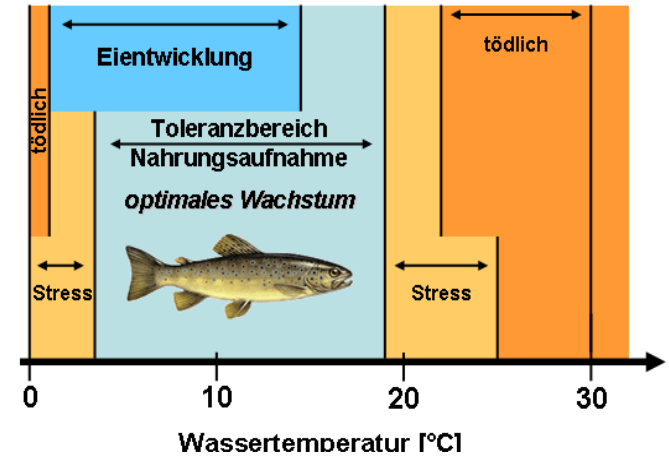 Eientwicklung
tödlich
tödlich
Toleranzbereich
Nahrungsaufnahme
optimales Wachstum
Stress
Stress
0
10
20
30
Wassertemperatur [°C]